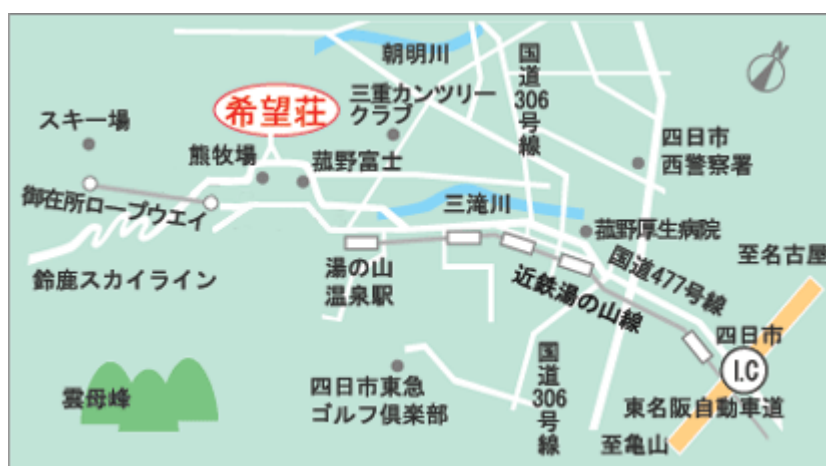 朝明川
国道306号線
N
希望荘
三重カンツリー
クラブ
スキー場
熊牧場
菰野富士
四日市
西警察署
御在所ロープウエイ
三滝川
菰野厚生病院
湯の山
温泉駅
国道477号線
至名古屋
鈴鹿スカイライン
近鉄湯の山線
四日市
I.C
雲母峰
四日市東急
ゴルフ倶楽部
国道306号線
東名阪自動車道
至亀山